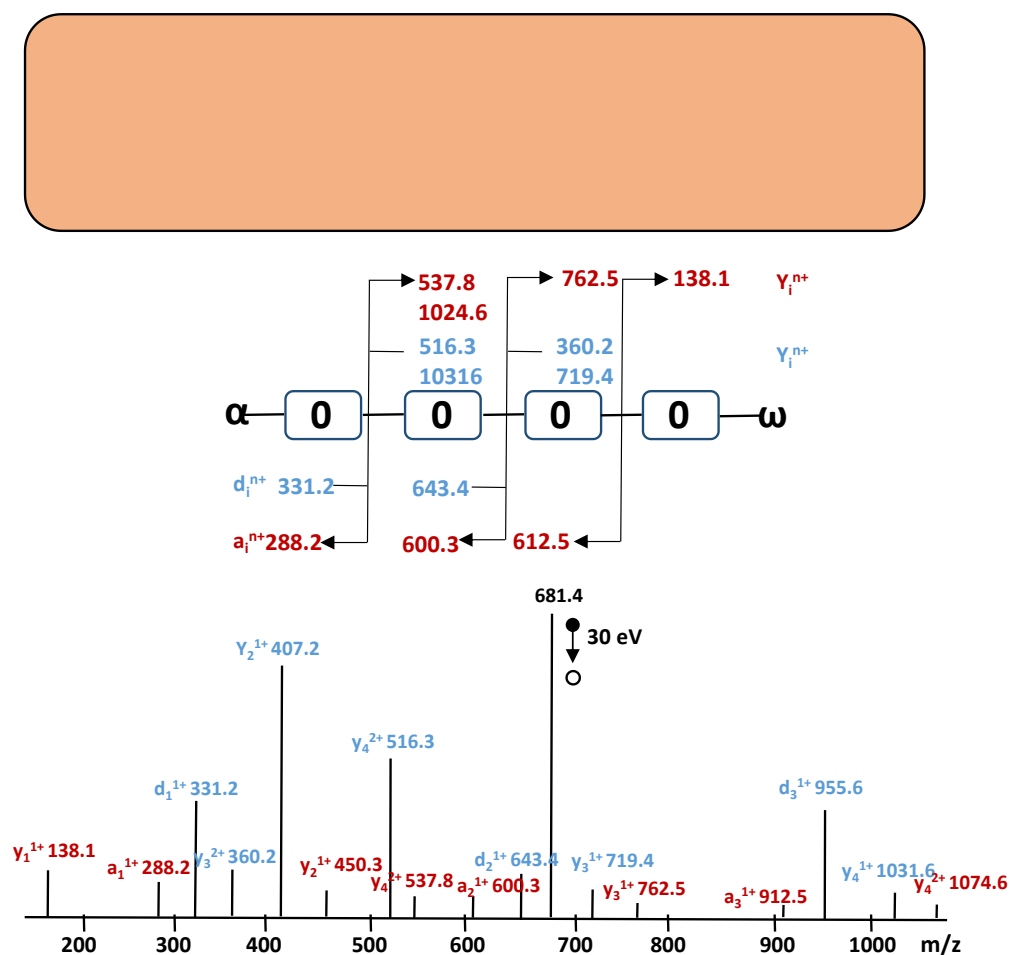 537.8 762.5 138.1 Yᵢⁿ⁺
1024.6
516.3 360.2 Yᵢⁿ⁺
10316 719.4
α 0 0 0 0 ω
dᵢⁿ⁺ 331.2 643.4
aᵢⁿ⁺ 288.2 600.3 612.5
681.4
30 eV
Y₂¹⁺ 407.2
y₄²⁺ 516.3
d₁¹⁺ 331.2
d₃¹⁺ 955.6
y₁¹⁺ 138.1
a₁¹⁺ 288.2
y₃²⁺ 360.2
y₂¹⁺ 450.3
y₄²⁺ 537.8
a₂¹⁺ 600.3
d₂¹⁺ 643.4
y₃¹⁺ 719.4
y₃¹⁺ 762.5
a₃¹⁺ 912.5
y₄¹⁺ 1031.6
y₄²⁺ 1074.6
200 300 400 500 600 700 800 900 1000 m/z